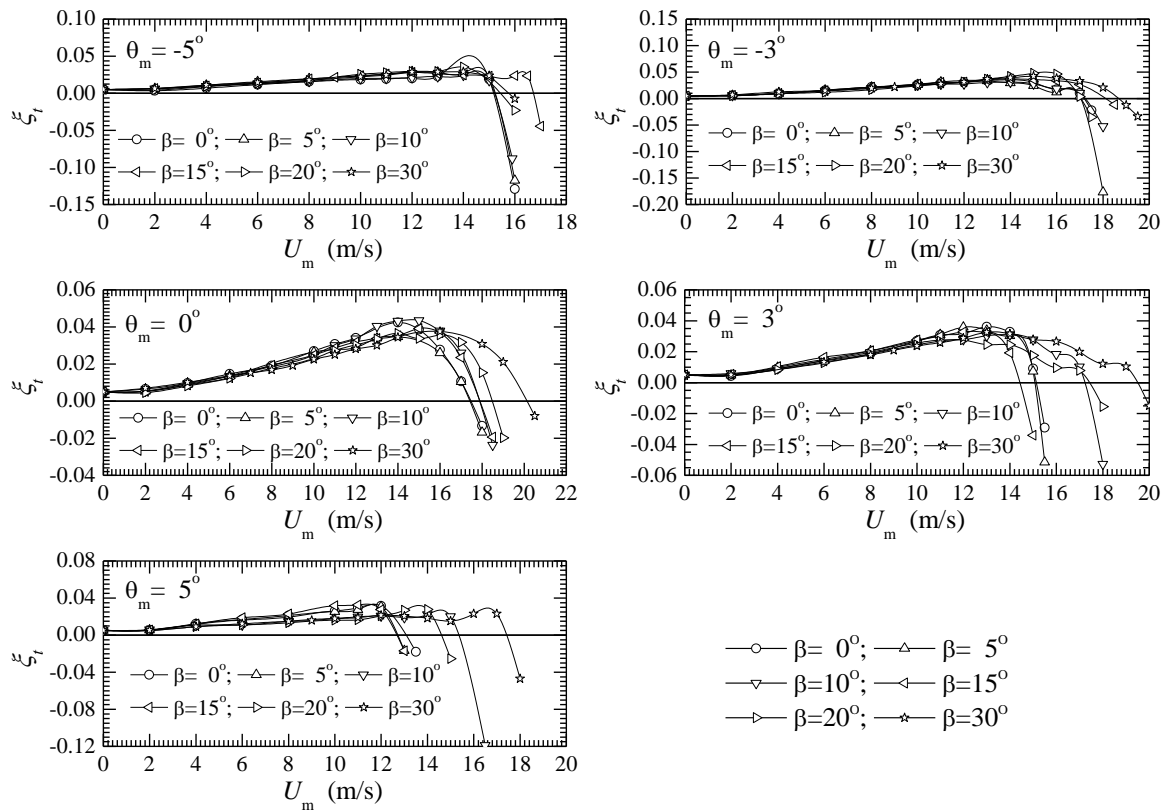 θm= -5°
0.10
0.05
0.00
-0.05
-0.10
-0.15
ξt
β= 0°; β= 5°; β=10°
β=15°; β=20°; β=30°
0 2 4 6 8 10 12 14 16 18
Um (m/s)
θm= -3°
0.15
0.10
0.05
0.00
-0.05
-0.10
-0.15
-0.20
ξt
β= 0°; β= 5°; β=10°
β=15°; β=20°; β=30°
0 2 4 6 8 10 12 14 16 18 20
Um (m/s)
θm= 0°
0.06
0.04
0.02
0.00
-0.02
-0.04
ξt
β= 0°; β= 5°; β=10°
β=15°; β=20°; β=30°
0 2 4 6 8 10 12 14 16 18 20 22
Um (m/s)
θm= 3°
0.06
0.04
0.02
0.00
-0.02
-0.04
-0.06
ξt
β= 0°; β= 5°; β=10°
β=15°; β=20°; β=30°
0 2 4 6 8 10 12 14 16 18 20
Um (m/s)
θm= 5°
0.08
0.04
0.00
-0.04
-0.08
-0.12
ξt
β= 0°; β= 5°; β=10°
β=15°; β=20°; β=30°
0 2 4 6 8 10 12 14 16 18 20
Um (m/s)
β= 0°; β= 5°
β=10°; β=15°
β=20°; β=30°